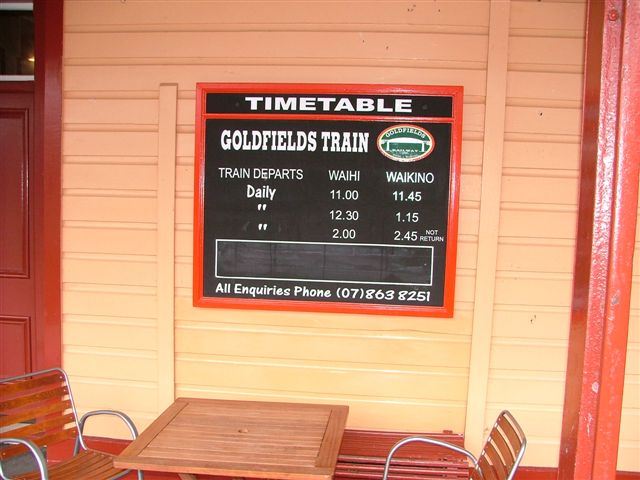 TIMETABLE
GOLDFIELDS TRAIN
GOLDFIELDS
RAILWAY
TRAIN DEPARTS WAIHI WAIKINO
Daily 11.00 11.45
" 12.30 1.15
" 2.00 2.45 NOT RETURN
All Enquiries Phone (07)863 8251